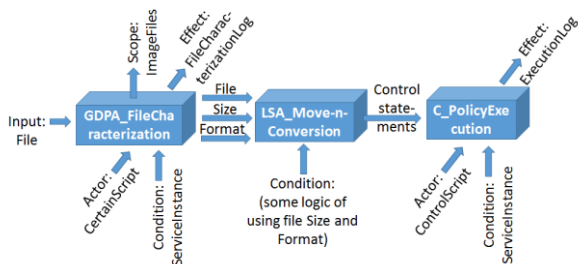 Input:
File
Scope:
ImageFiles
Effect:
FileCharac-
terizationLog
GDPA_FileCha
racterization
Actor:
CertainScript
Condition:
ServiceInstance
File
Size
Format
LSA_Move-n-
Conversion
Condition:
(some logic of
using file Size and
Format)
Control
state-
ments
C_PolicyExe
cution
Effect:
ExecutionLog
Actor:
ControlScript
Condition:
ServiceInstance